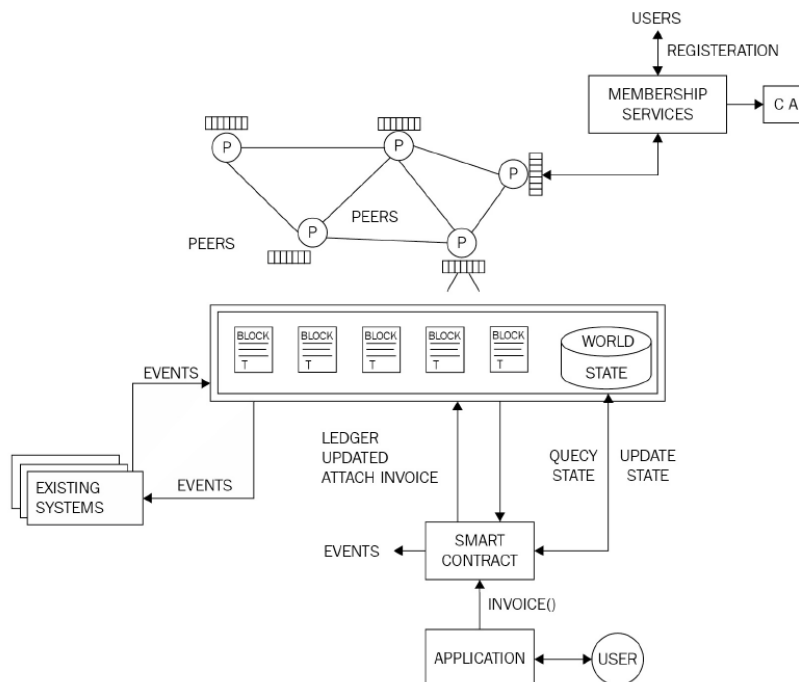 USERS
REGISTERATION
MEMBERSHIP
SERVICES
C A
P
P
P
P
P
PEERS
PEERS
BLOCK
T
BLOCK
T
BLOCK
T
BLOCK
T
BLOCK
T
WORLD
STATE
EVENTS
EVENTS
EXISTING
SYSTEMS
LEDGER
UPDATED
ATTACH INVOICE
QUECY
STATE
UPDATE
STATE
EVENTS
SMART
CONTRACT
INVOICE()
APPLICATION
USER